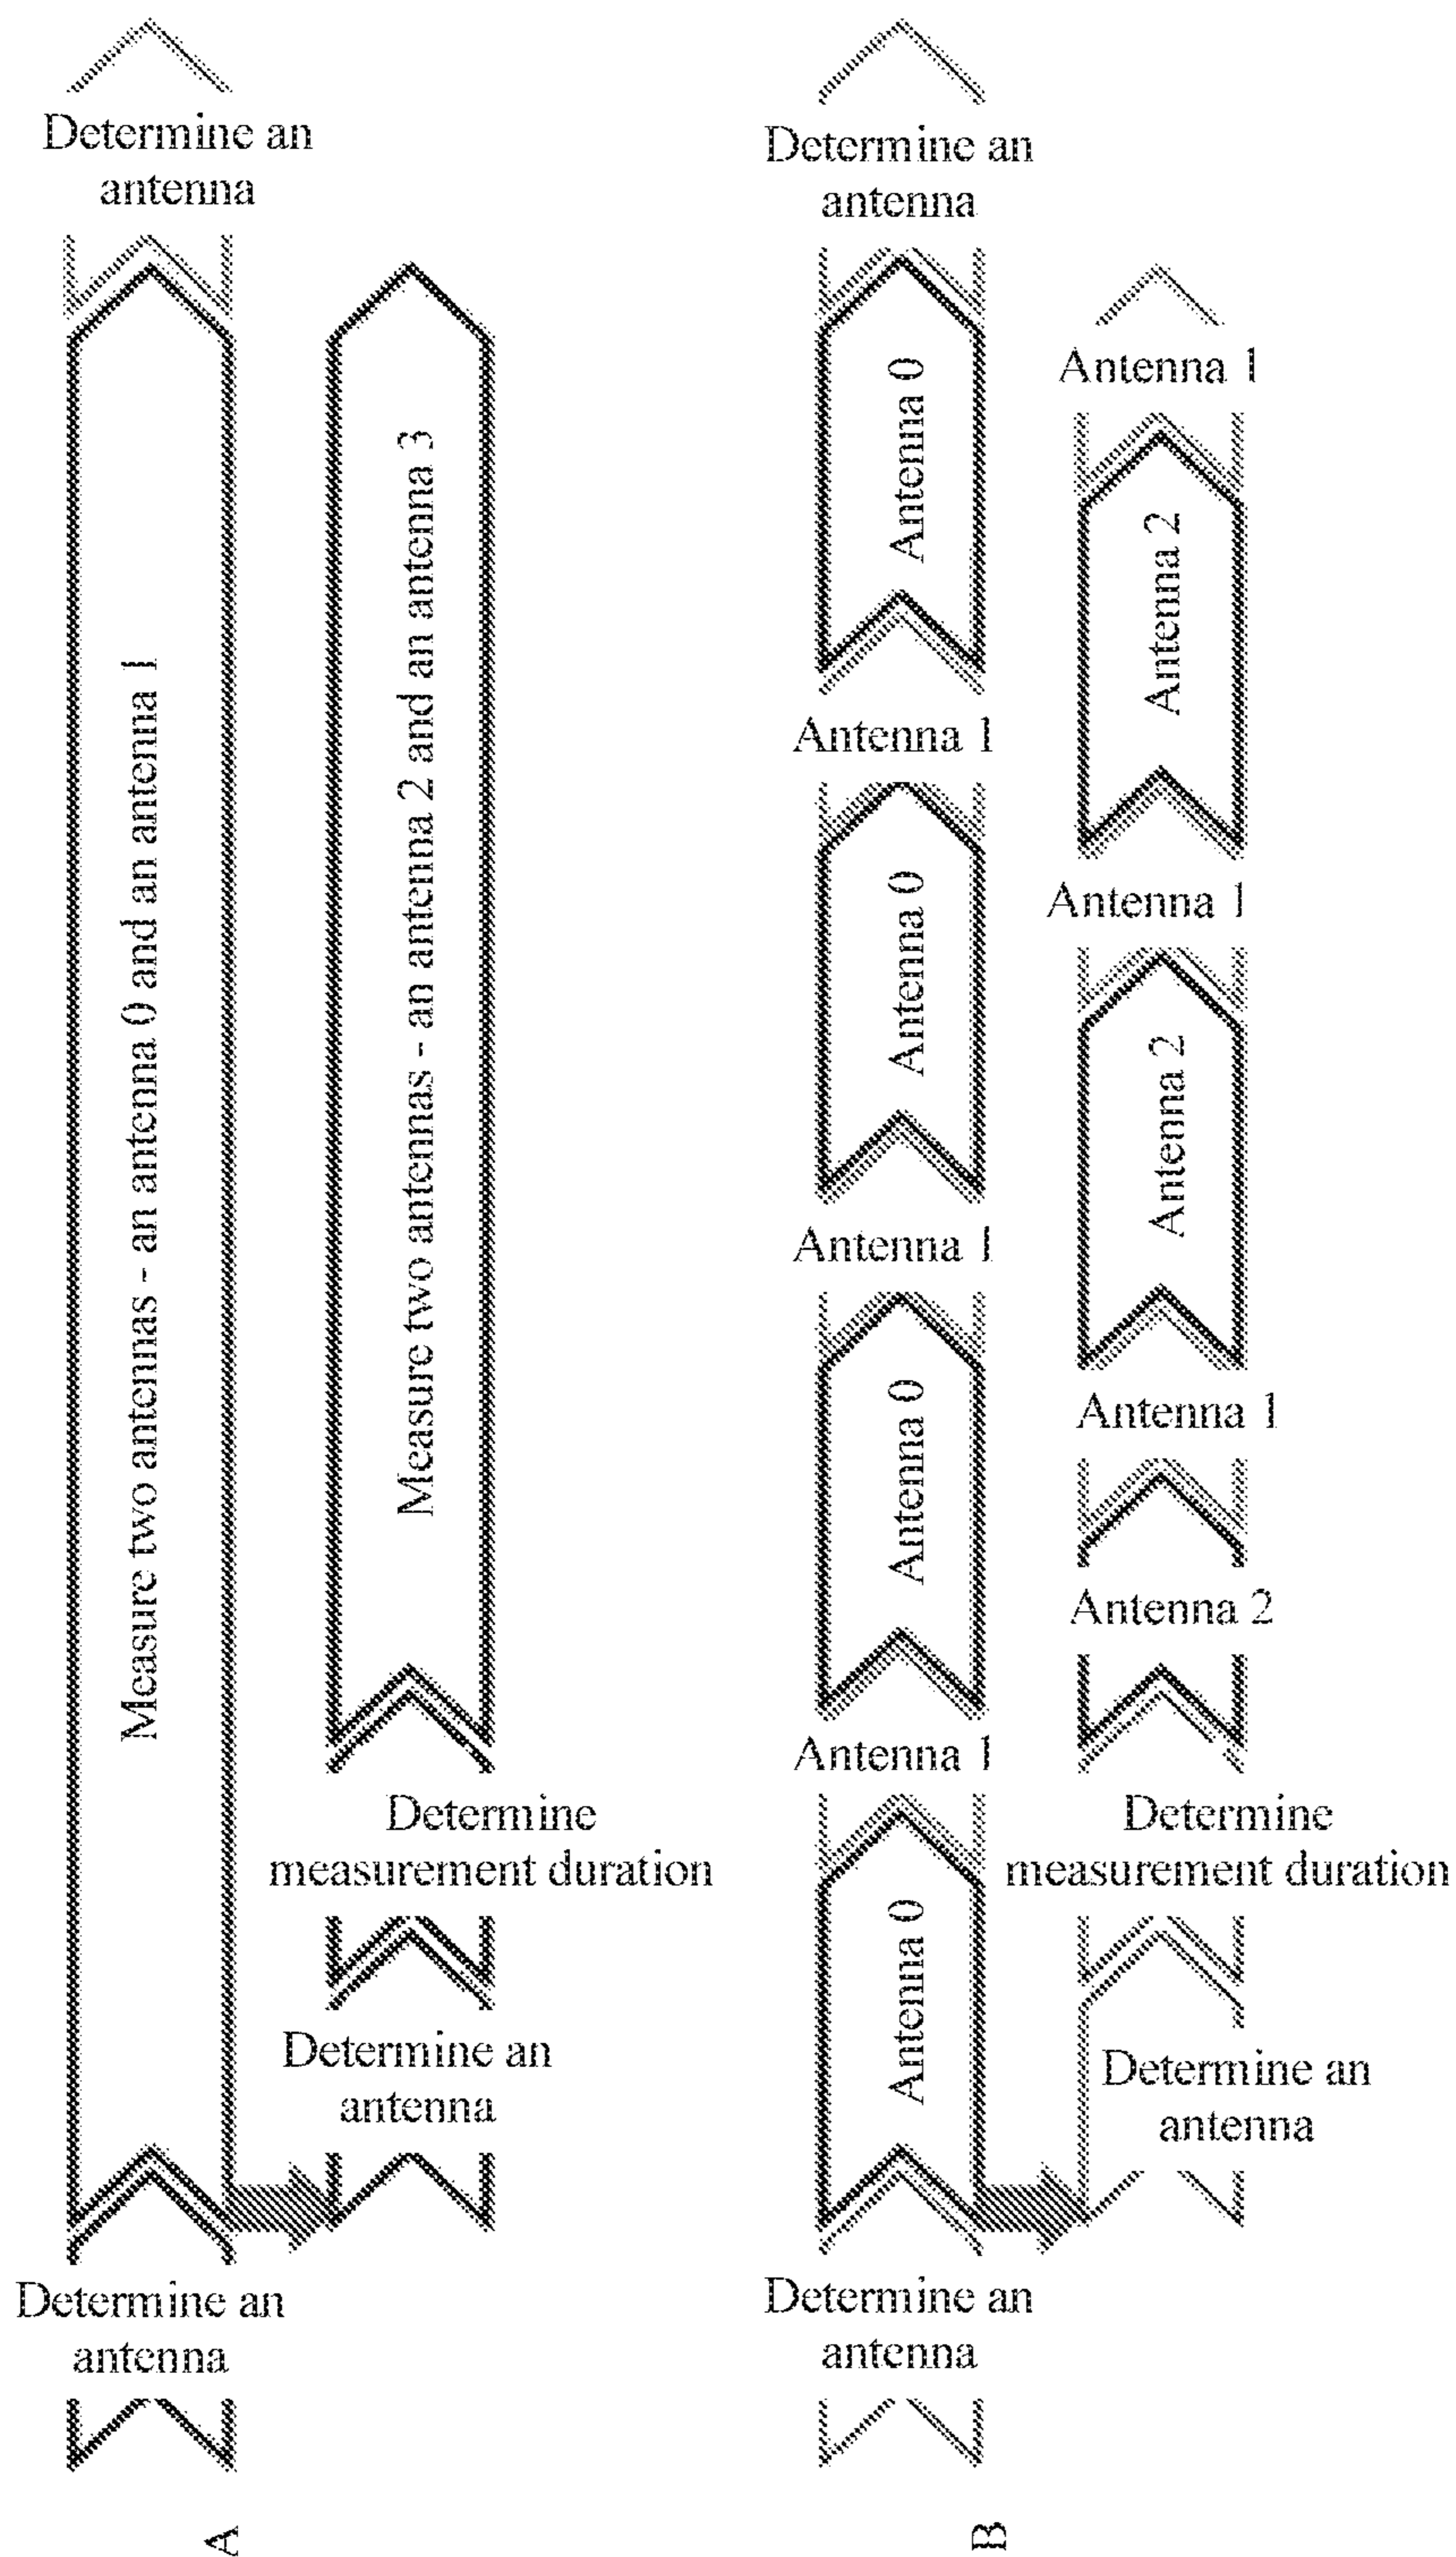 Determine an
antenna
Measure two antennas - an antenna 0 and an antenna 1
Determine an
antenna
Measure two antennas - an antenna 2 and an antenna 3
Determine
measurement duration
Determine an
antenna
A
Determine an
antenna
Antenna 0
Antenna 1
Antenna 0
Antenna 1
Antenna 0
Antenna 1
Antenna 0
Determine an
antenna
Antenna 1
Antenna 2
Antenna 1
Antenna 2
Antenna 1
Antenna 2
Determine
measurement duration
Determine an
antenna
B